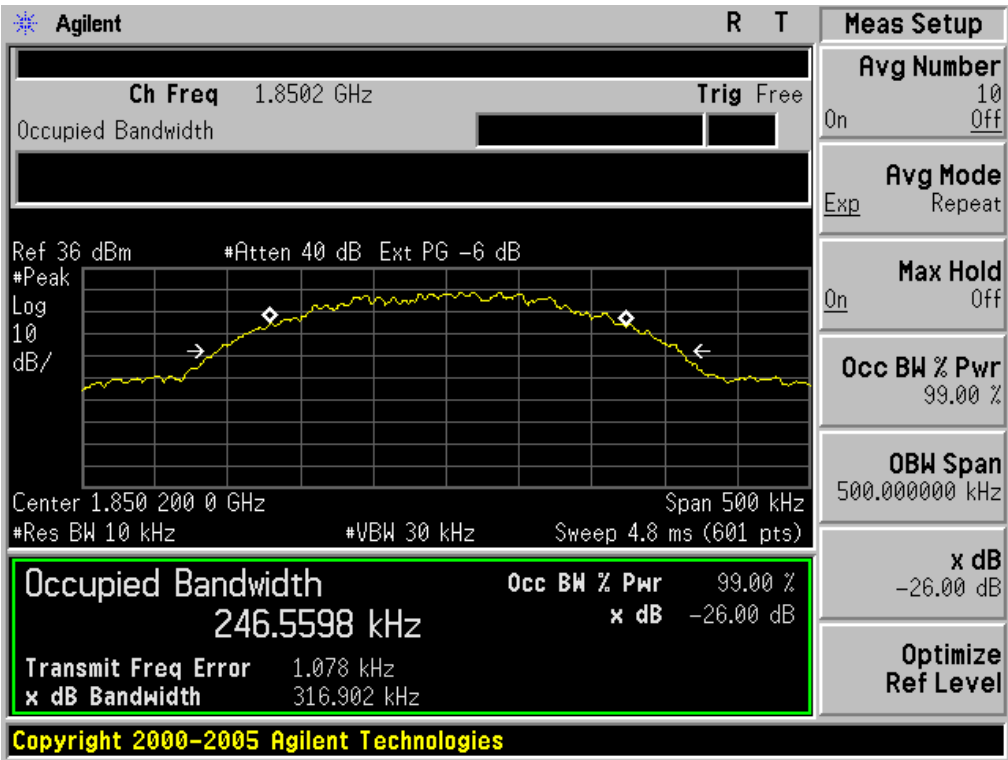 Agilent R T
Ch Freq 1.8502 GHz Trig Free
Occupied Bandwidth
Ref 36 dBm #Atten 40 dB Ext PG -6 dB
#Peak
Log
10
dB/
Center 1.850 200 0 GHz Span 500 kHz
#Res BW 10 kHz #VBW 30 kHz Sweep 4.8 ms (601 pts)
Occupied Bandwidth Occ BW % Pwr 99.00 %
246.5598 kHz x dB -26.00 dB
Transmit Freq Error 1.078 kHz
x dB Bandwidth 316.902 kHz
Copyright 2000-2005 Agilent Technologies
Meas Setup
Avg Number
10
On Off
Avg Mode
Exp Repeat
Max Hold
On Off
Occ BW % Pwr
99.00 %
OBW Span
500.000000 kHz
x dB
-26.00 dB
Optimize
Ref Level